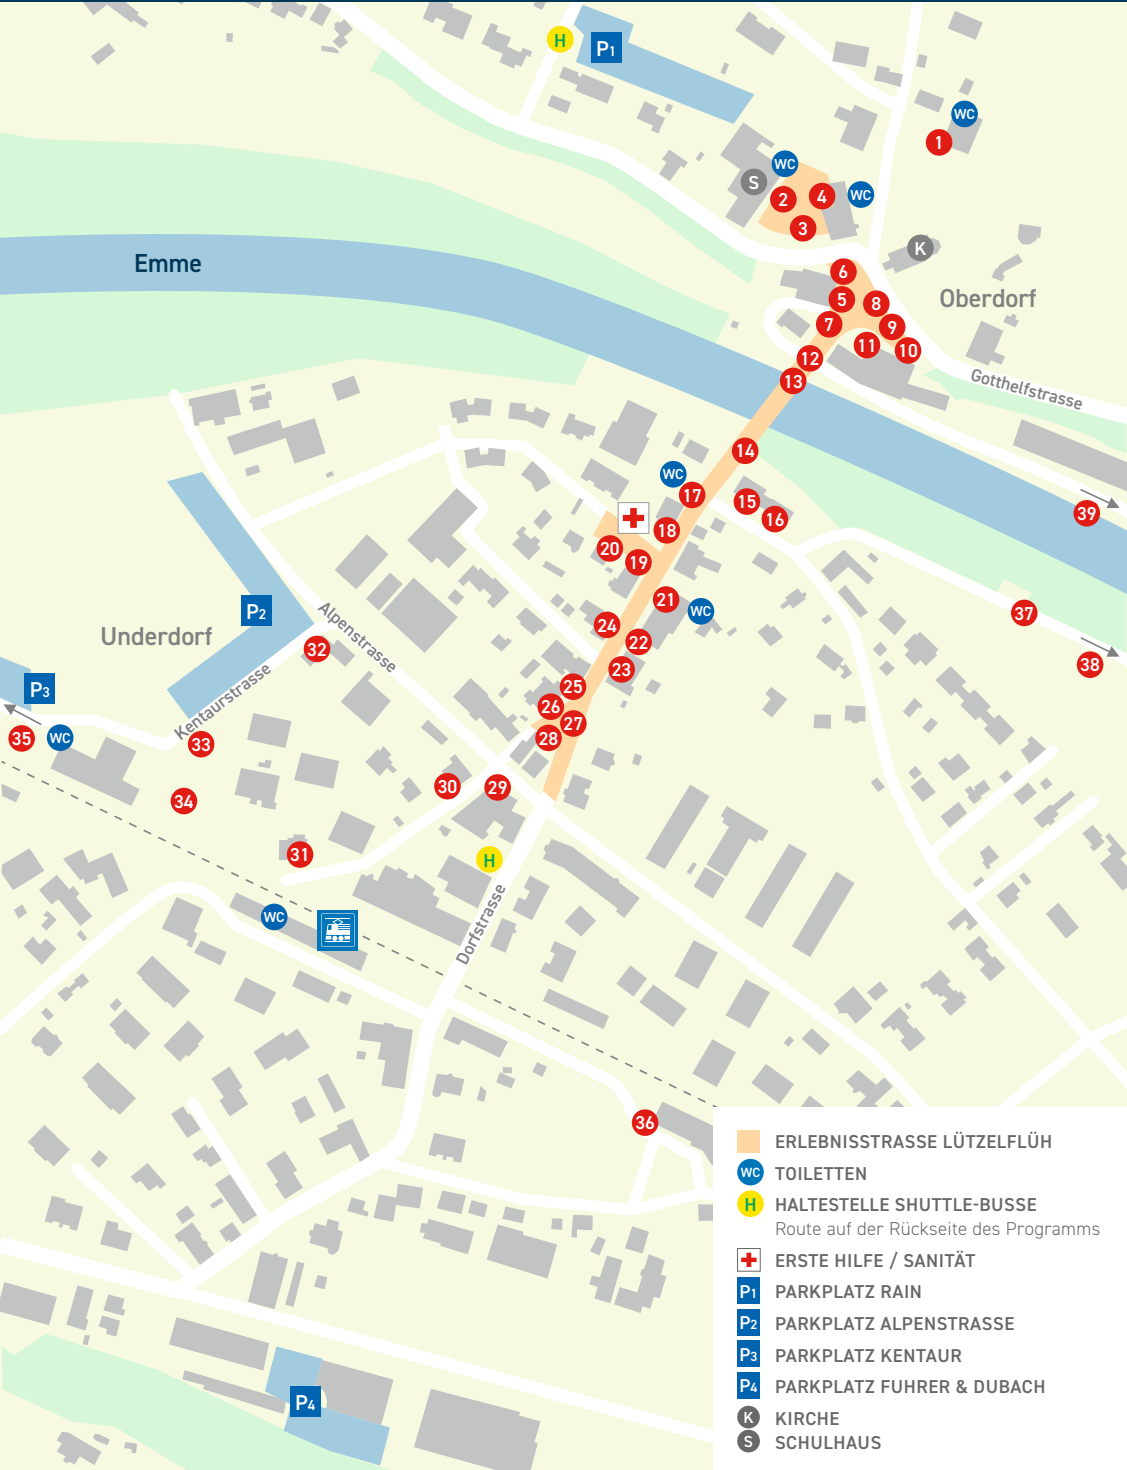 H
P1
WC
1
WC
S
2
4
WC
3
K
Emme
6
Oberdorf
5
8
7
9
11
10
12
13
Gotthelfstrasse
14
WC
17
15
16
39
18
20
19
21
WC
P2
Alpenstrasse
37
24
22
Underdorf
32
23
38
P3
Kentaurstrasse
25
26
27
28
35
WC
33
30
29
34
31
H
WC
Dorfstrasse
36
ERLEBNISSTRASSE LÜTZELFLÜH
WC TOILETTEN
H HALTESTELLE SHUTTLE-BUSSE
Route auf der Rückseite des Programms
ERSTE HILFE / SANITÄT
P1 PARKPLATZ RAIN
P2 PARKPLATZ ALPENSTRASSE
P3 PARKPLATZ KENTAUR
P4 PARKPLATZ FUHRER & DUBACH
K KIRCHE
S SCHULHAUS
P4